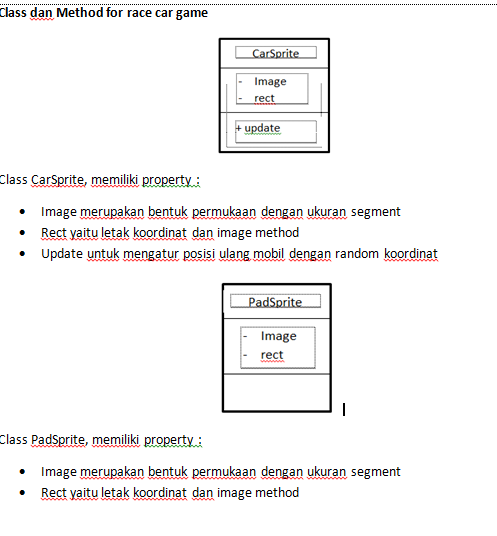 Class dan Method for race car game
CarSprite
- Image
- rect
+ update
Class CarSprite, memiliki property :
• Image merupakan bentuk permukaan dengan ukuran segment
• Rect yaitu letak koordinat dan image method
• Update untuk mengatur posisi ulang mobil dengan random koordinat
PadSprite
- Image
- rect
Class PadSprite, memiliki property :
• Image merupakan bentuk permukaan dengan ukuran segment
• Rect yaitu letak koordinat dan image method